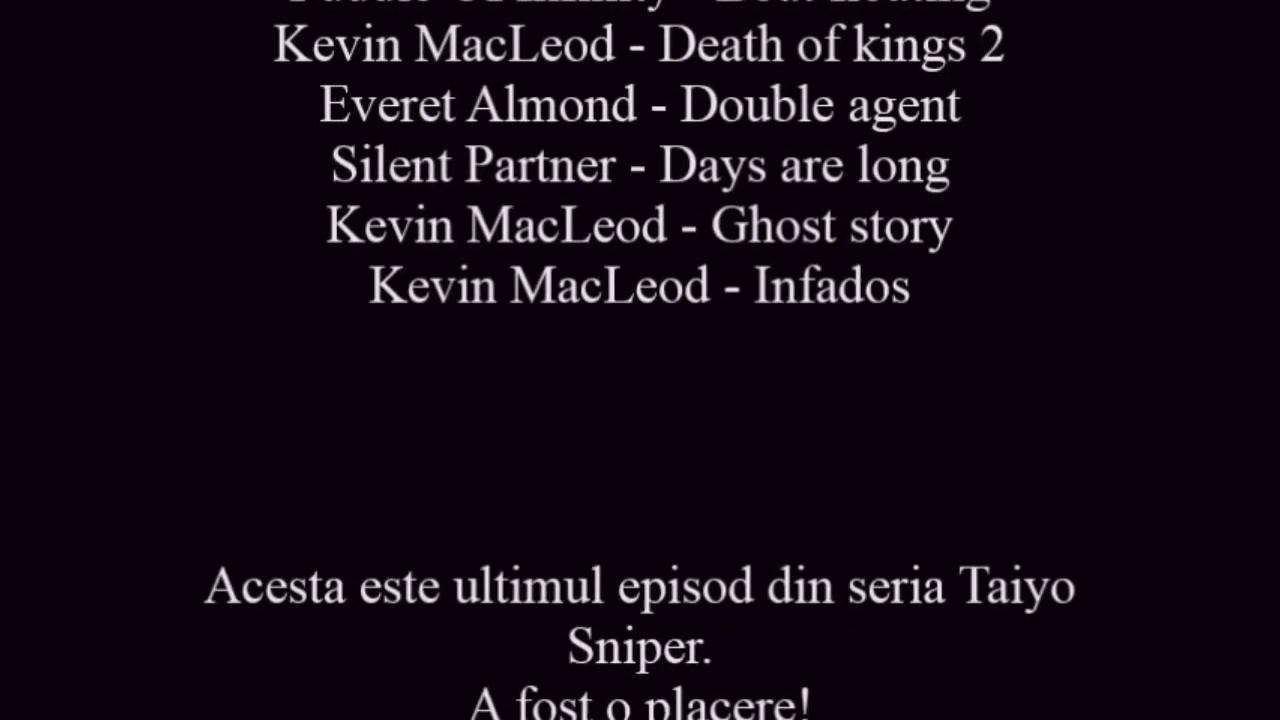 Kevin MacLeod - Death of kings 2
Everet Almond - Double agent
Silent Partner - Days are long
Kevin MacLeod - Ghost story
Kevin MacLeod - Infados
Acesta este ultimul episod din seria Taiyo
Sniper.
A fost o placere!